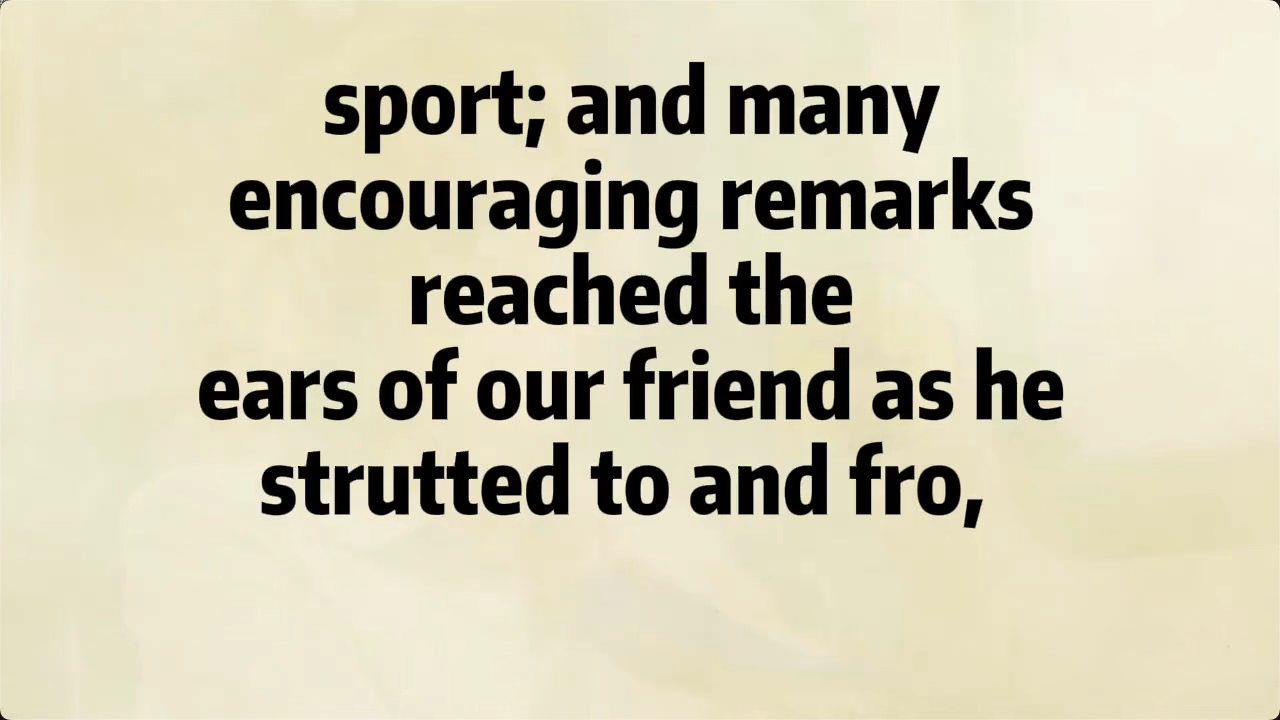 sport; and many
encouraging remarks
reached the
ears of our friend as he
strutted to and fro,